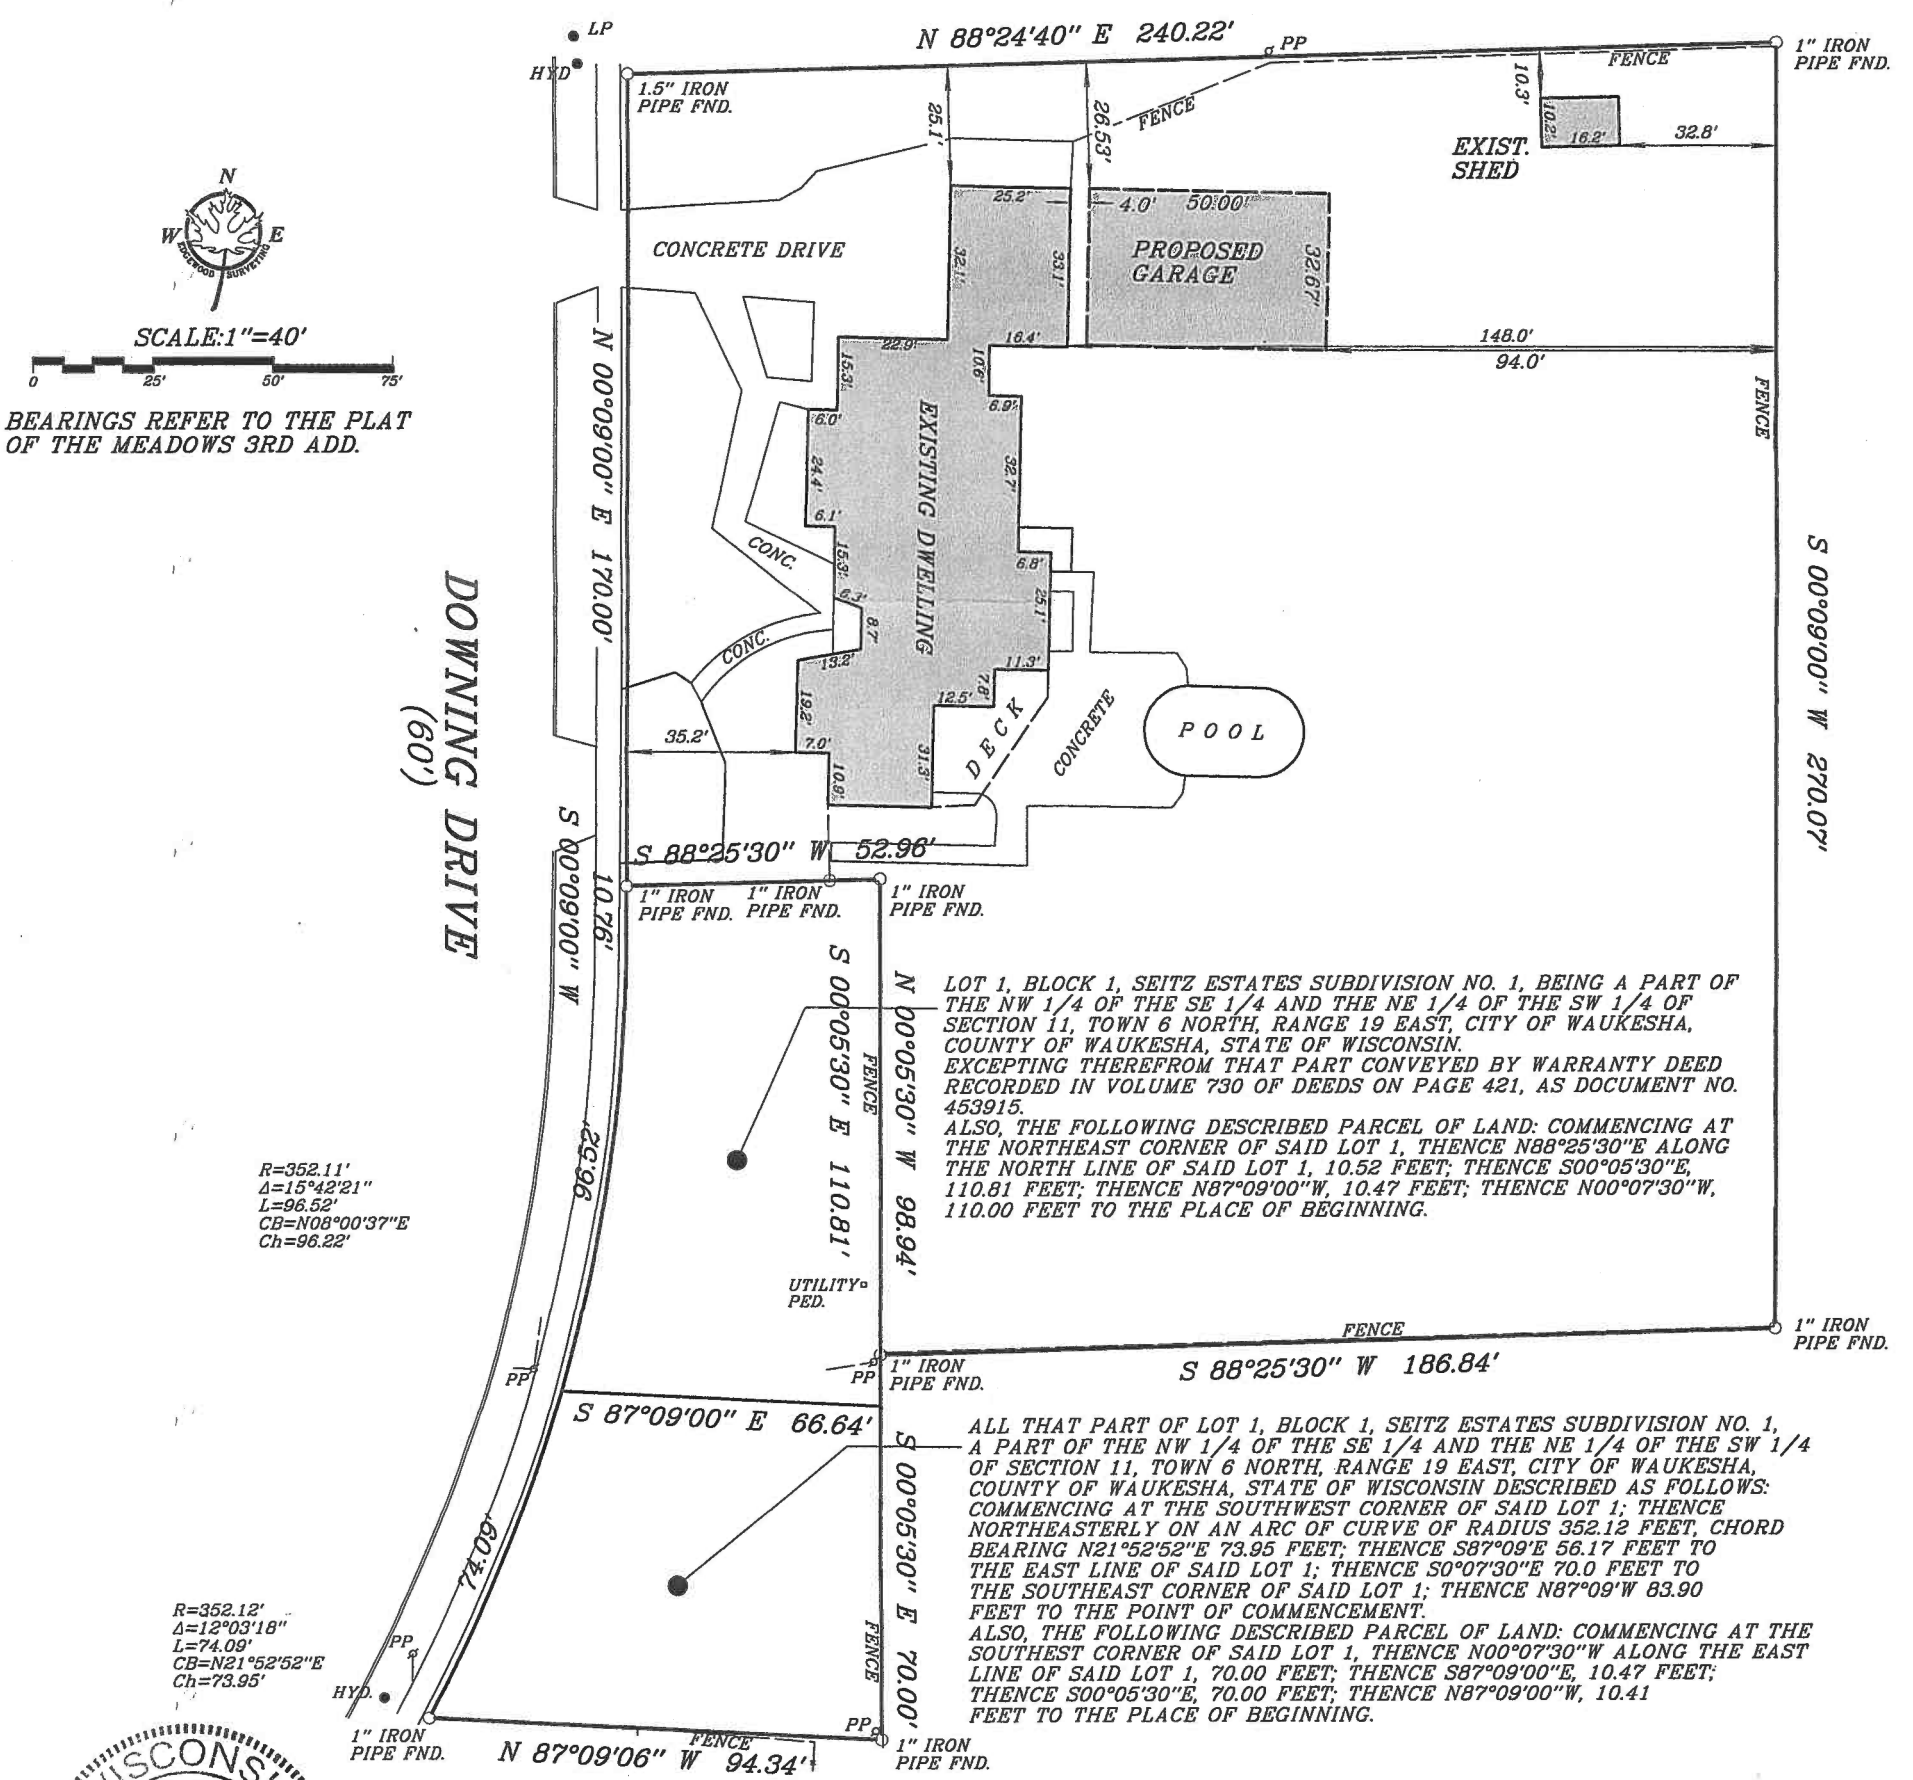 LP
HYD
N 88°24'40" E 240.22'
PP
FENCE
1" IRON
PIPE FND.
1.5" IRON
PIPE FND.
25.1'
26.53'
FENCE
10.3'
10.2'
16.2'
32.8'
EXIST.
SHED
N
W
E
EDGEWOOD SURVEYING
SCALE:1"=40'
0 25' 50' 75'
BEARINGS REFER TO THE PLAT
OF THE MEADOWS 3RD ADD.
CONCRETE DRIVE
25.2'
4.0'
50.00'
PROPOSED
GARAGE
32.1'
33.1'
32.67'
148.0'
94.0'
FENCE
22.9'
16.4'
15.3'
10.6'
6.0'
6.9'
24.4'
32.7'
6.1'
EXISTING DWELLING
15.3'
6.8'
6.3'
8.7'
25.1'
13.2'
11.3'
7.8'
12.5'
19.2'
7.0'
31.3'
10.9'
35.2'
CONC.
CONC.
DECK
CONCRETE
POOL
N 00°09'00" E 170.00'
S 00°09'00" W 270.07'
DOWNING DRIVE
(60')
S 00°09'00" W
10.76'
S 88°25'30" W 52.96'
1" IRON
PIPE FND.
1" IRON
PIPE FND.
1" IRON
PIPE FND.
S 00°05'30" E 110.81'
FENCE
N 00°05'30" W 98.94'
LOT 1, BLOCK 1, SEITZ ESTATES SUBDIVISION NO. 1, BEING A PART OF
THE NW 1/4 OF THE SE 1/4 AND THE NE 1/4 OF THE SW 1/4 OF
SECTION 11, TOWN 6 NORTH, RANGE 19 EAST, CITY OF WAUKESHA,
COUNTY OF WAUKESHA, STATE OF WISCONSIN.
EXCEPTING THEREFROM THAT PART CONVEYED BY WARRANTY DEED
RECORDED IN VOLUME 730 OF DEEDS ON PAGE 421, AS DOCUMENT NO.
453915.
ALSO, THE FOLLOWING DESCRIBED PARCEL OF LAND: COMMENCING AT
THE NORTHEAST CORNER OF SAID LOT 1, THENCE N88°25'30"E ALONG
THE NORTH LINE OF SAID LOT 1, 10.52 FEET; THENCE S00°05'30"E,
110.81 FEET; THENCE N87°09'00"W, 10.47 FEET; THENCE N00°07'30"W,
110.00 FEET TO THE PLACE OF BEGINNING.
96.52'
R=352.11'
Δ=15°42'21"
L=96.52'
CB=N08°00'37"E
Ch=96.22'
UTILITY
PED.
FENCE
1" IRON
PIPE FND.
PP
PP
1" IRON
PIPE FND.
S 88°25'30" W 186.84'
S 87°09'00" E 66.64'
S 00°05'30" E 70.00'
FENCE
ALL THAT PART OF LOT 1, BLOCK 1, SEITZ ESTATES SUBDIVISION NO. 1,
A PART OF THE NW 1/4 OF THE SE 1/4 AND THE NE 1/4 OF THE SW 1/4
OF SECTION 11, TOWN 6 NORTH, RANGE 19 EAST, CITY OF WAUKESHA,
COUNTY OF WAUKESHA, STATE OF WISCONSIN DESCRIBED AS FOLLOWS:
COMMENCING AT THE SOUTHWEST CORNER OF SAID LOT 1; THENCE
NORTHEASTERLY ON AN ARC OF CURVE OF RADIUS 352.12 FEET, CHORD
BEARING N21°52'52"E 73.95 FEET; THENCE S87°09'E 56.17 FEET TO
THE EAST LINE OF SAID LOT 1; THENCE S0°07'30"E 70.0 FEET TO
THE SOUTHEAST CORNER OF SAID LOT 1; THENCE N87°09'W 83.90
FEET TO THE POINT OF COMMENCEMENT.
ALSO, THE FOLLOWING DESCRIBED PARCEL OF LAND: COMMENCING AT THE
SOUTHEST CORNER OF SAID LOT 1, THENCE N00°07'30"W ALONG THE EAST
LINE OF SAID LOT 1, 70.00 FEET; THENCE S87°09'00"E, 10.47 FEET;
THENCE S00°05'30"E, 70.00 FEET; THENCE N87°09'00"W, 10.41
FEET TO THE PLACE OF BEGINNING.
74.09'
R=352.12'
Δ=12°03'18"
L=74.09'
CB=N21°52'52"E
Ch=73.95'
PP
HYD.
1" IRON
PIPE FND.
N 87°09'06" W 94.34'
FENCE
PP
1" IRON
PIPE FND.
WISCONSI